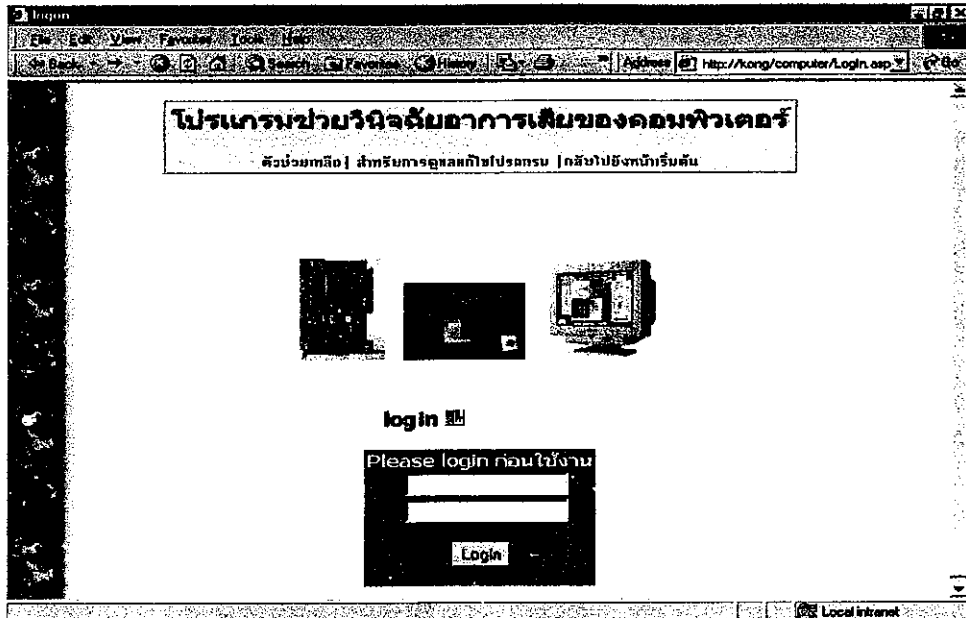 logon
File Edit View Favorites Tools Help
Back Search Favorites History Address http://kong/computer/Login.asp Go
โปรแกรมช่วยวินิจฉัยอาการเสียของคอมพิวเตอร์
ตัวช่วยเหลือ | สำหรับการดูแลแก้ไขโปรแกรม | กลับไปยังหน้าเริ่มต้น
login
Please login ก่อนใช้งาน
Login
Local intranet